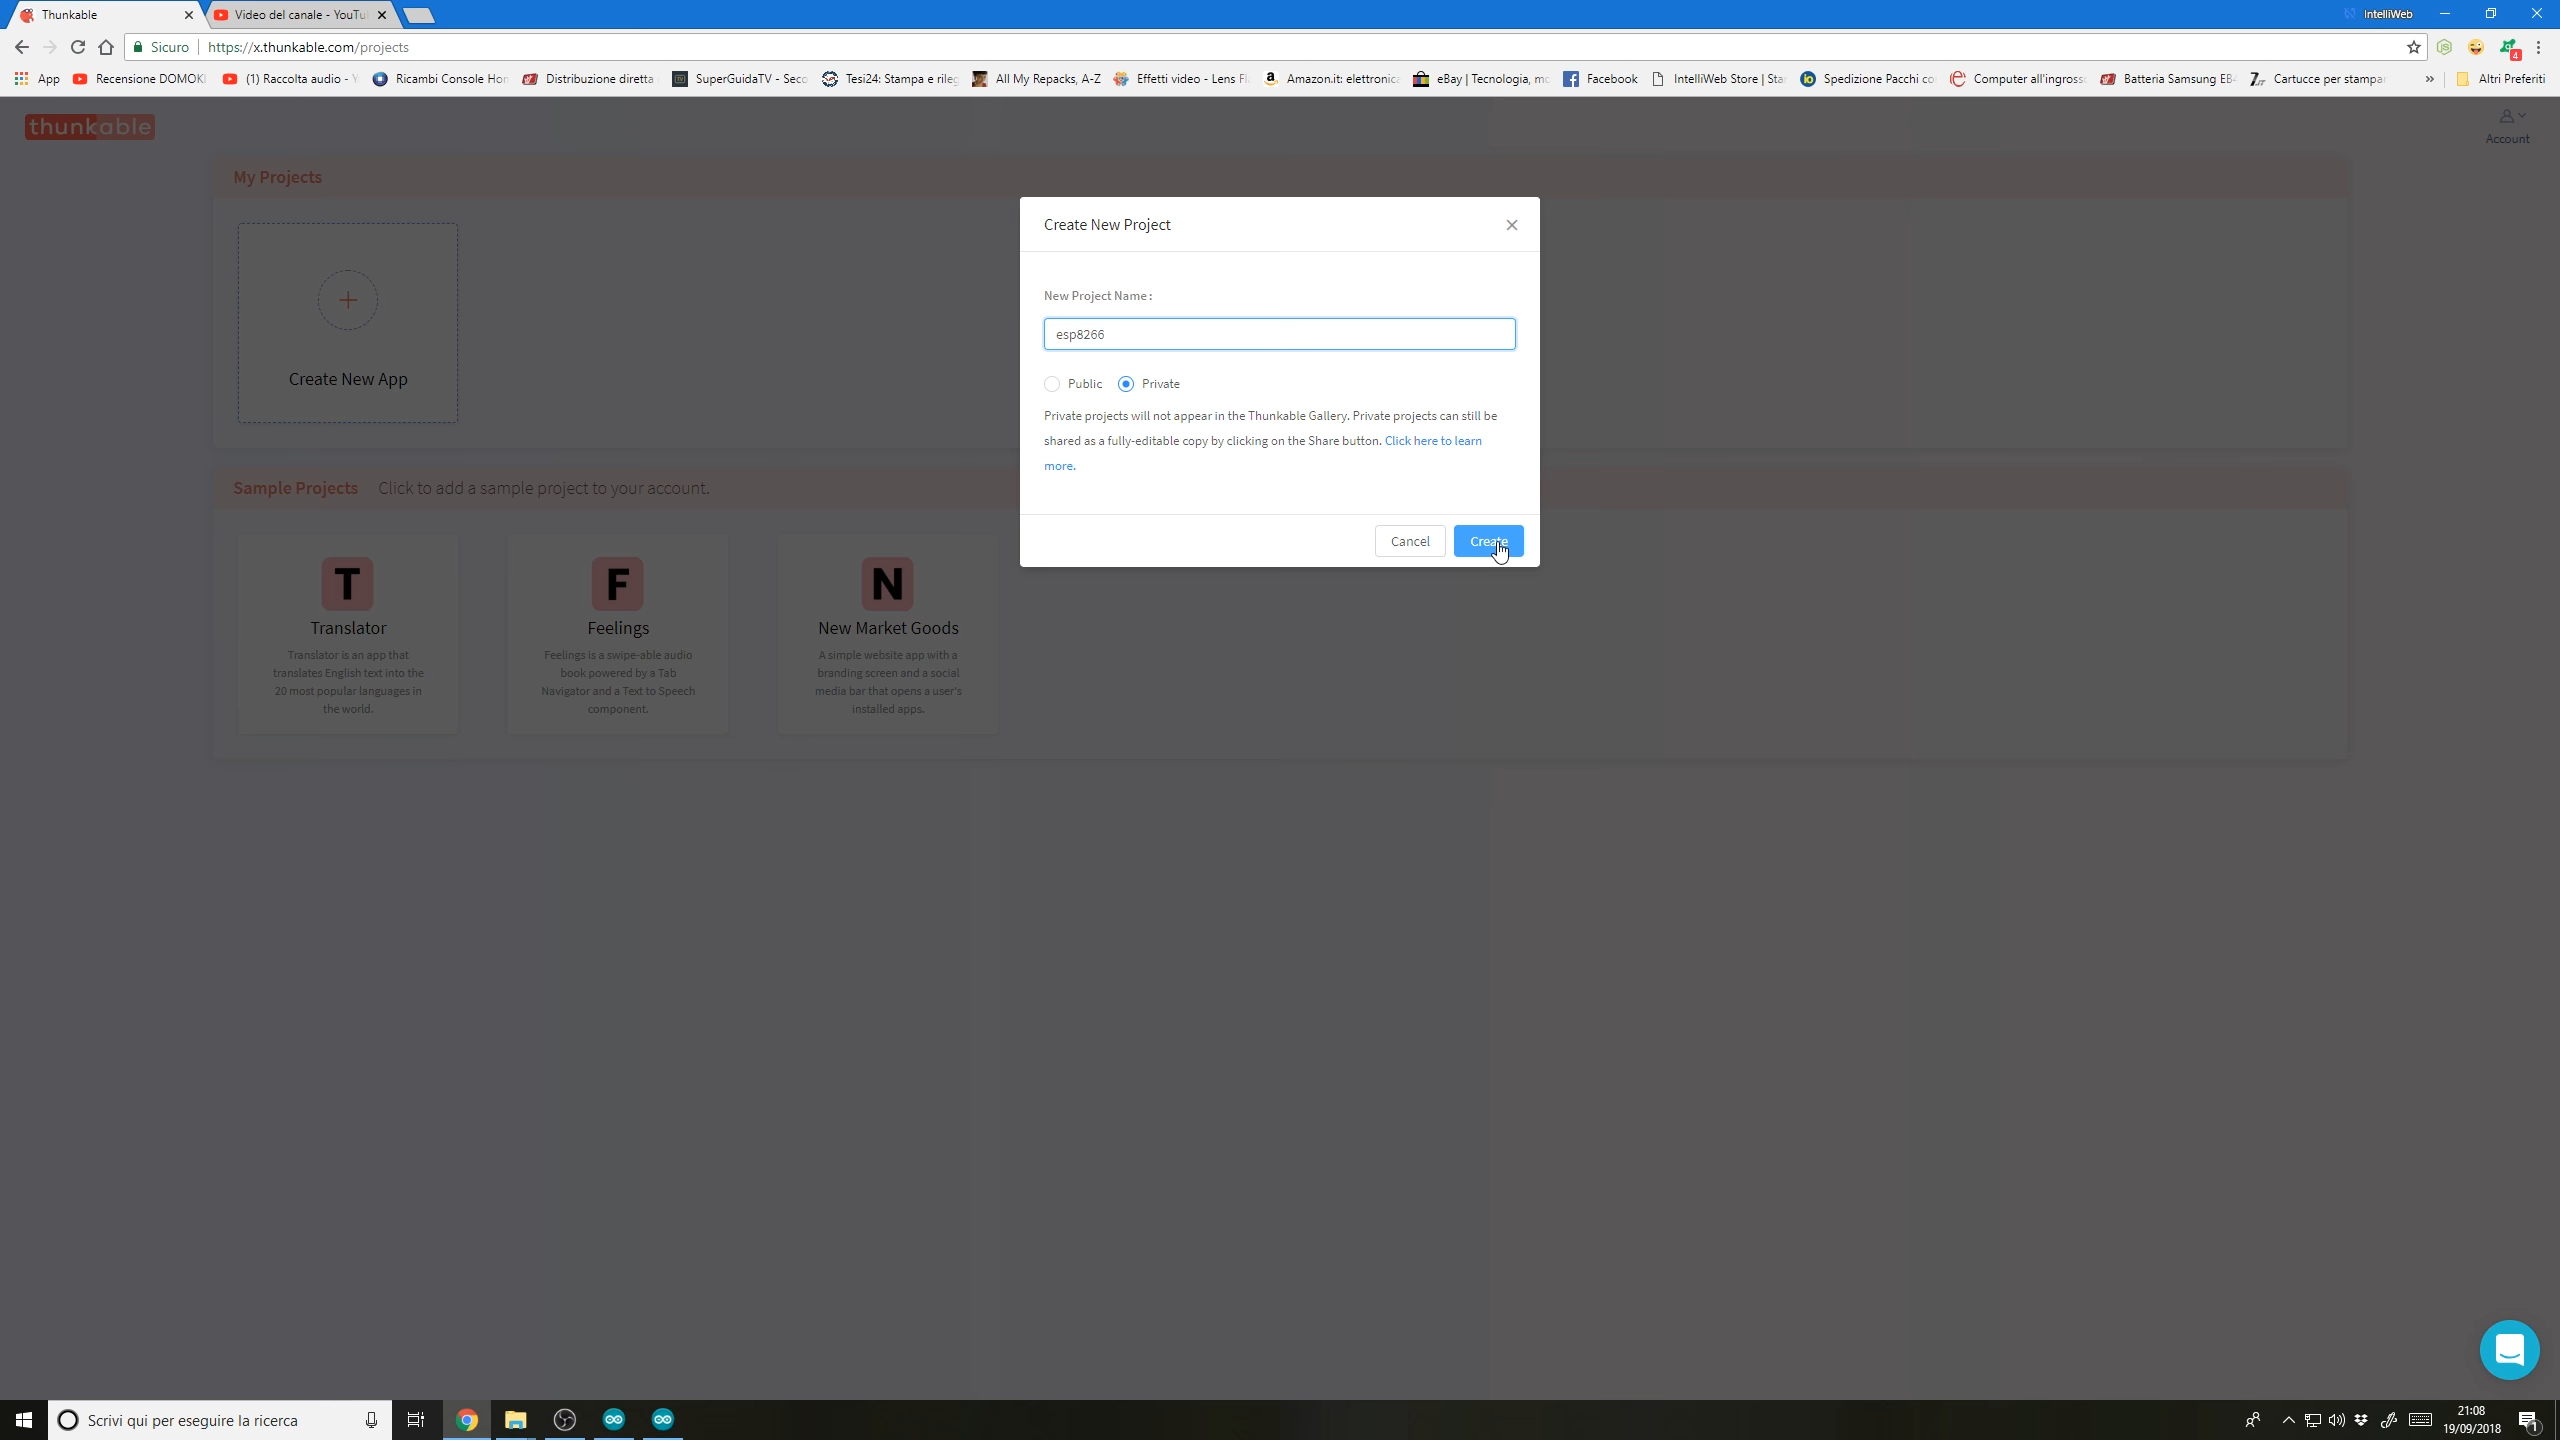 Thunkable
Video del canale - YouTu
IntelliWeb
Sicuro
https://x.thunkable.com/projects
4
App
Recensione DOMOKI
(1) Raccolta audio - Y
Ricambi Console Hom
Distribuzione diretta
SuperGuidaTV - Seco
Tesi24: Stampa e rileg
All My Repacks, A-Z
Effetti video - Lens Fl
Amazon.it: elettronica
eBay | Tecnologia, mo
Facebook
IntelliWeb Store | Star
Spedizione Pacchi co
Computer all'ingrosso
Batteria Samsung EB-
Cartucce per stampan
»
Altri Preferiti
thunkable
Account
My Projects
Create New App
Create New Project
New Project Name:
esp8266
Public
Private
Private projects will not appear in the Thunkable Gallery. Private projects can still be
shared as a fully-editable copy by clicking on the Share button. Click here to learn
more.
Cancel
Create
Sample Projects
Click to add a sample project to your account.
T
Translator
Translator is an app that
translates English text into the
20 most popular languages in
the world.
F
Feelings
Feelings is a swipe-able audio
book powered by a Tab
Navigator and a Text to Speech
component.
N
New Market Goods
A simple website app with a
branding screen and a social
media bar that opens a user's
installed apps.
Scrivi qui per eseguire la ricerca
21:08
19/09/2018
1